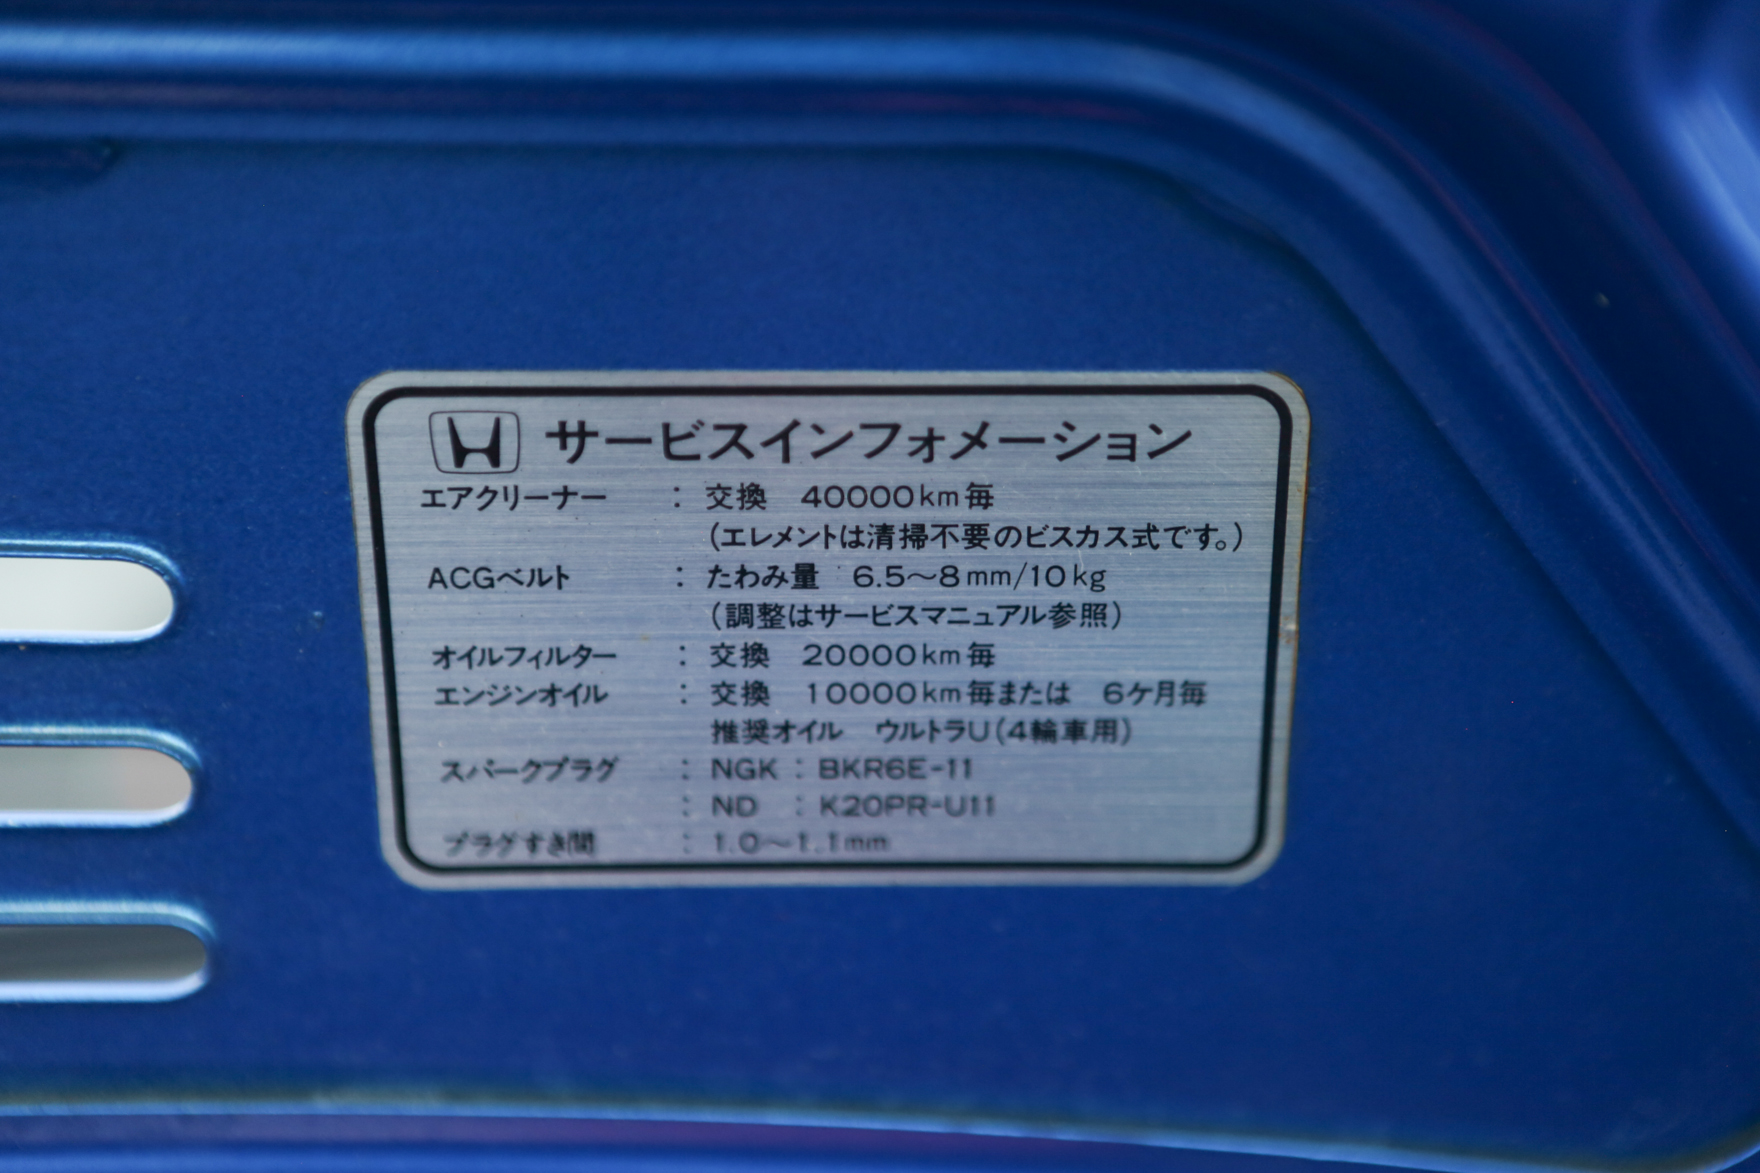 サービスインフォメーション
エアクリーナー : 交換 40000km毎
(エレメントは清掃不要のビスカス式です。)
ACGベルト : たわみ量 6.5〜8mm/10kg
(調整はサービスマニュアル参照)
オイルフィルター : 交換 20000km毎
エンジンオイル : 交換 10000km毎または 6ケ月毎
推奨オイル ウルトラU(4輪車用)
スパークプラグ : NGK : BKR6E-11
: ND : K20PR-U11
プラグすき間 : 1.0〜1.1mm